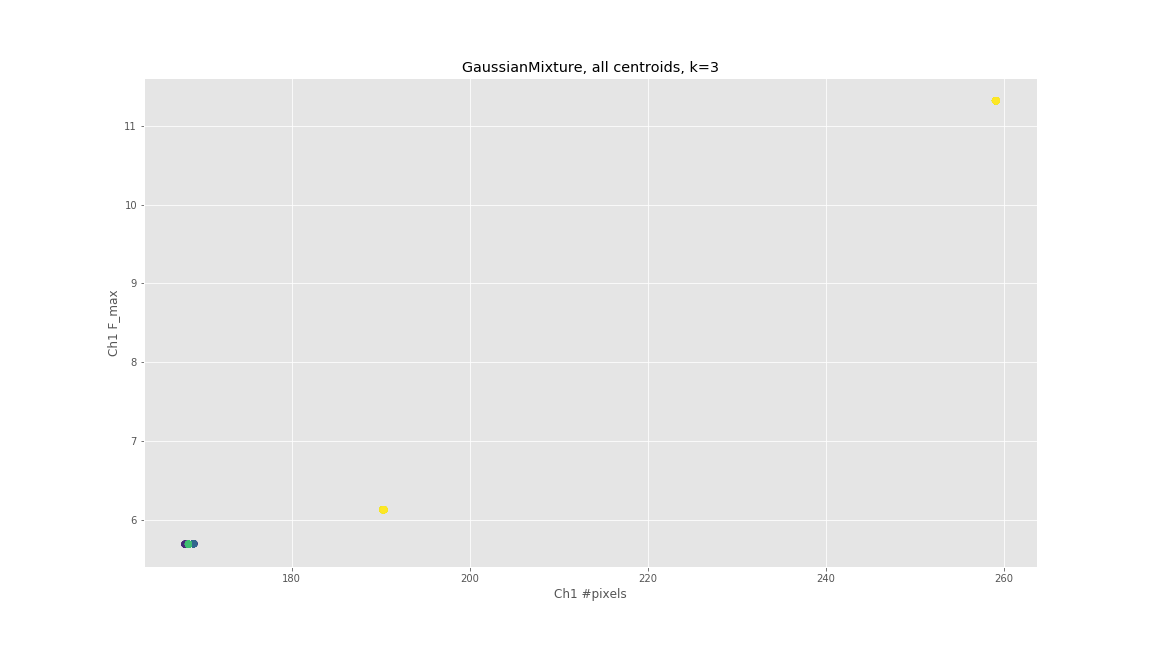 GaussianMixture, all centroids, k=3
11
10
9
8
7
6
Ch1 F_max
180 200 220 240 260
Ch1 #pixels